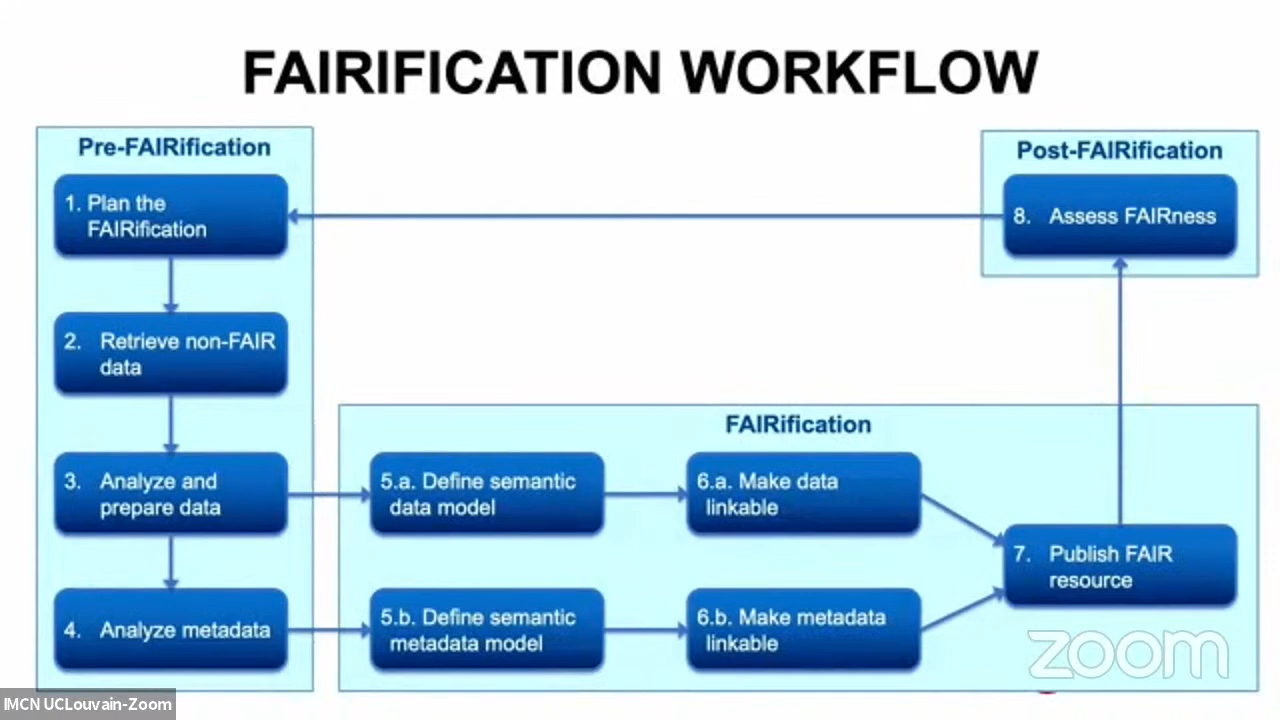 FAIRIFICATION WORKFLOW
Pre-FAIRification
1. Plan the
FAIRification
2. Retrieve non-FAIR
data
3. Analyze and
prepare data
4. Analyze metadata
FAIRification
5.a. Define semantic
data model
6.a. Make data
linkable
5.b. Define semantic
metadata model
6.b. Make metadata
linkable
7. Publish FAIR
resource
Post-FAIRification
8. Assess FAIRness
zoom
IMCN UCLouvain-Zoom